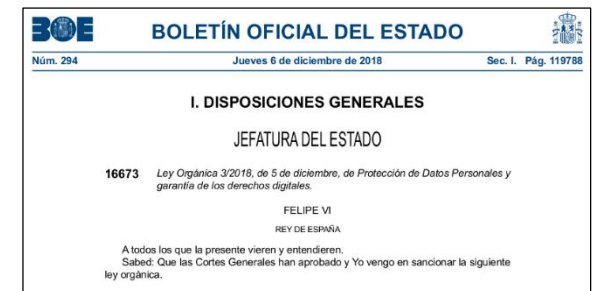 BOE
BOLETÍN OFICIAL DEL ESTADO
Núm. 294
Jueves 6 de diciembre de 2018
Sec. I. Pág. 119788
I. DISPOSICIONES GENERALES
JEFATURA DEL ESTADO
16673 Ley Orgánica 3/2018, de 5 de diciembre, de Protección de Datos Personales y
garantía de los derechos digitales.
FELIPE VI
REY DE ESPAÑA
A todos los que la presente vieren y entendieren.
Sabed: Que las Cortes Generales han aprobado y Yo vengo en sancionar la siguiente
ley orgánica.